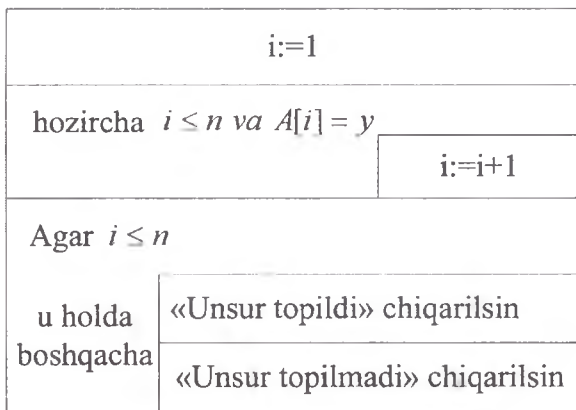 i:=1
hozircha i ≤ n va A[i] = y
i:=i+1
Agar i ≤ n
u holda
«Unsur topildi» chiqarilsin
boshqacha
«Unsur topilmadi» chiqarilsin